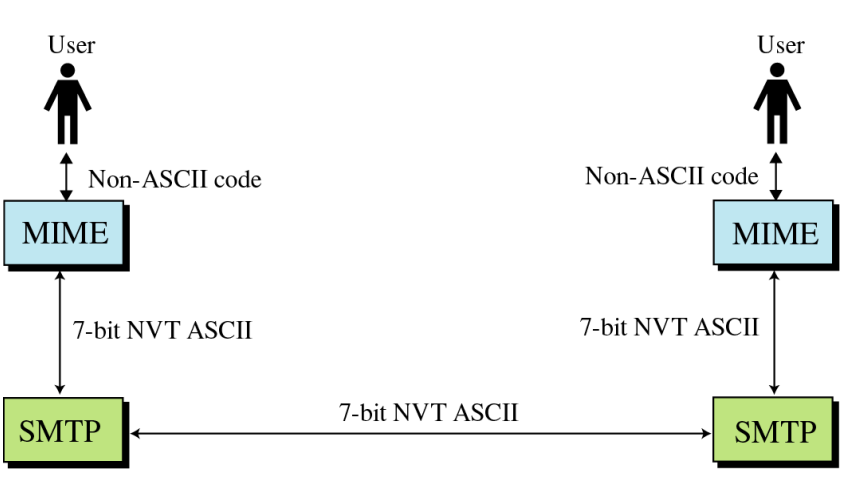 User
User
Non-ASCII code
Non-ASCII code
MIME
MIME
7-bit NVT ASCII
7-bit NVT ASCII
7-bit NVT ASCII
SMTP
SMTP